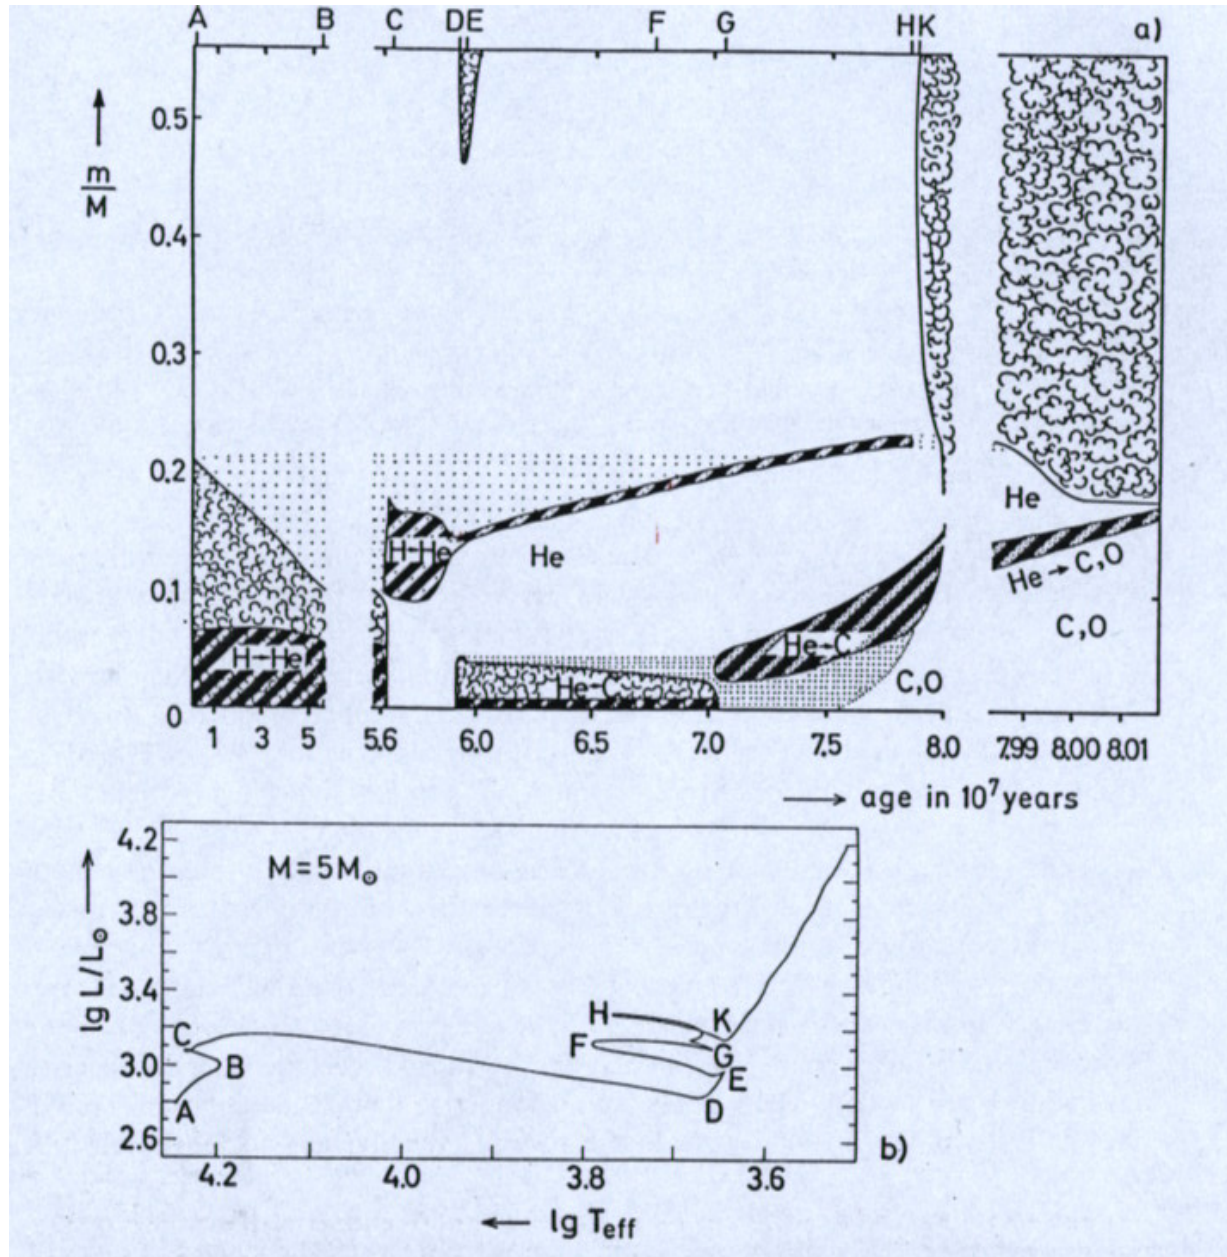 A B C D E F G H K a)
0.5
m
M
0.4
0.3
0.2
0.1
0
H→He
H→He
He
He→C
He→C
C,O
He
He→C,O
C,O
1 3 5 5.6 6.0 6.5 7.0 7.5 8.0 7.99 8.00 8.01
age in 10⁷ years
4.2
3.8
3.4
3.0
2.6
lg L/L☉
M=5M☉
A
B
C
D
E
F
G
H
K
b)
4.2 4.0 3.8 3.6
lg Teff